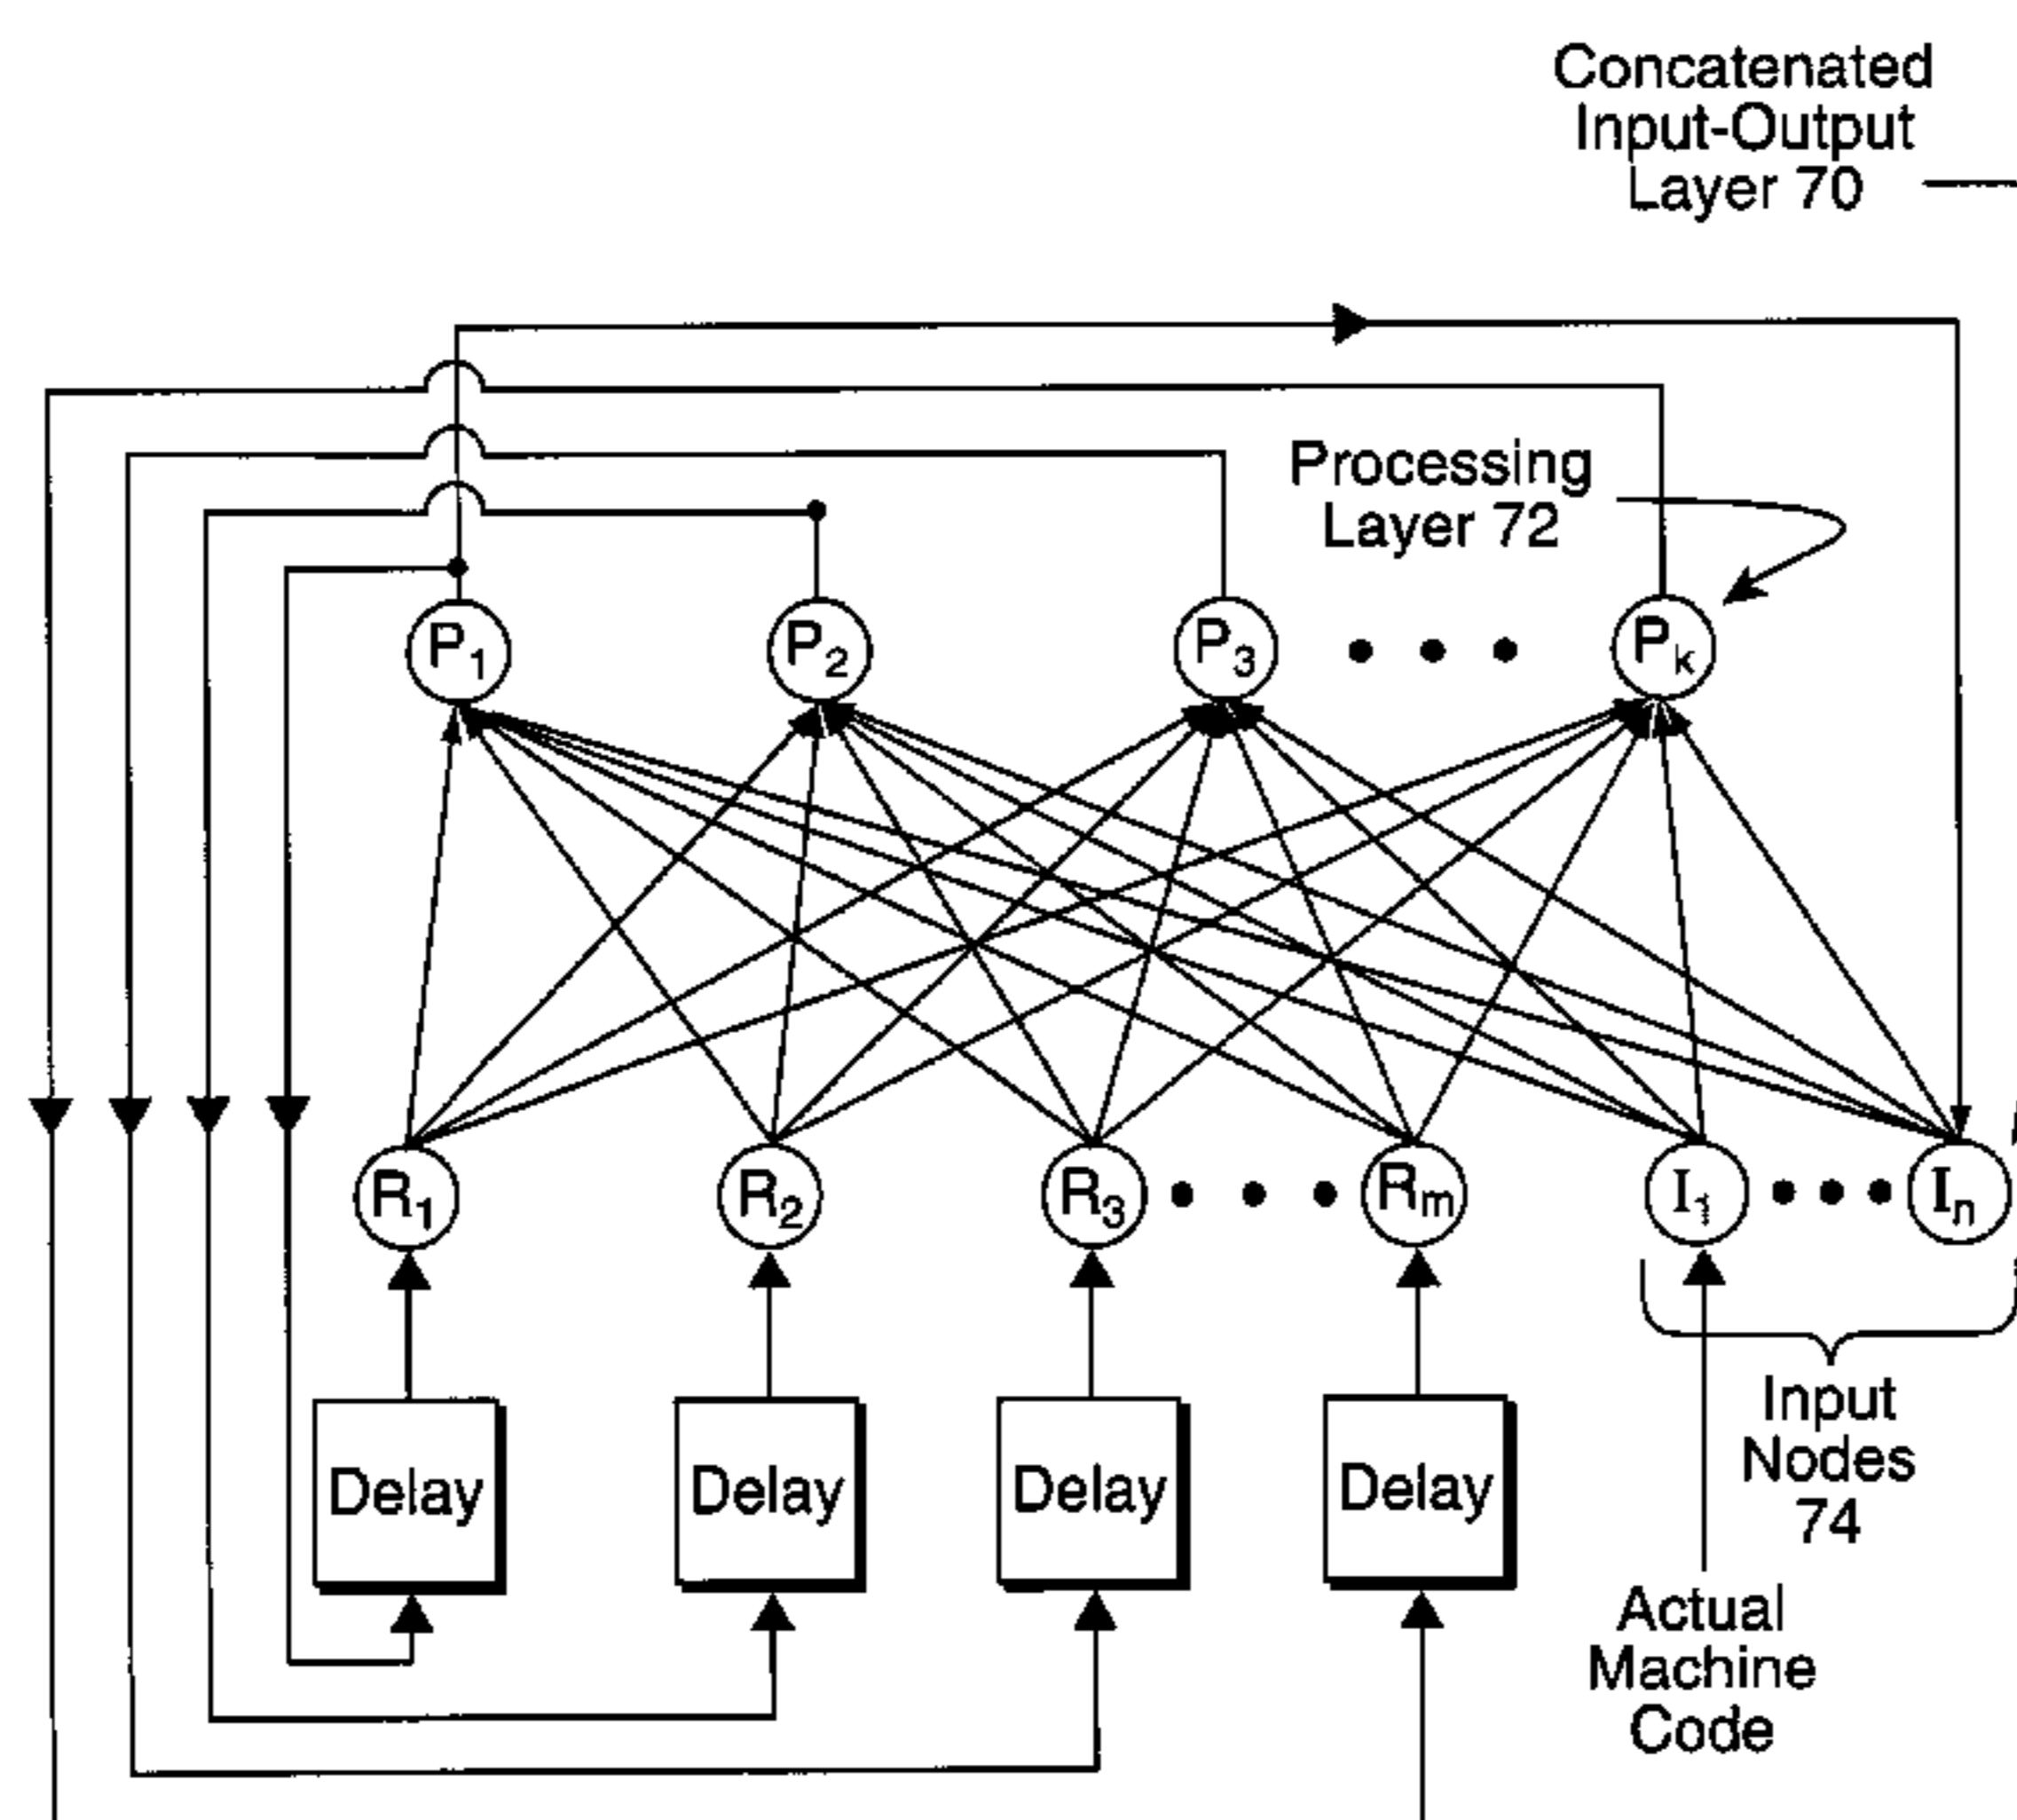 Concatenated
Input-Output
Layer 70
Processing
Layer 72
P1 P2 P3 Pk
R1 R2 R3 Rm I1 In
Delay Delay Delay Delay
Input
Nodes
74
Actual
Machine
Code